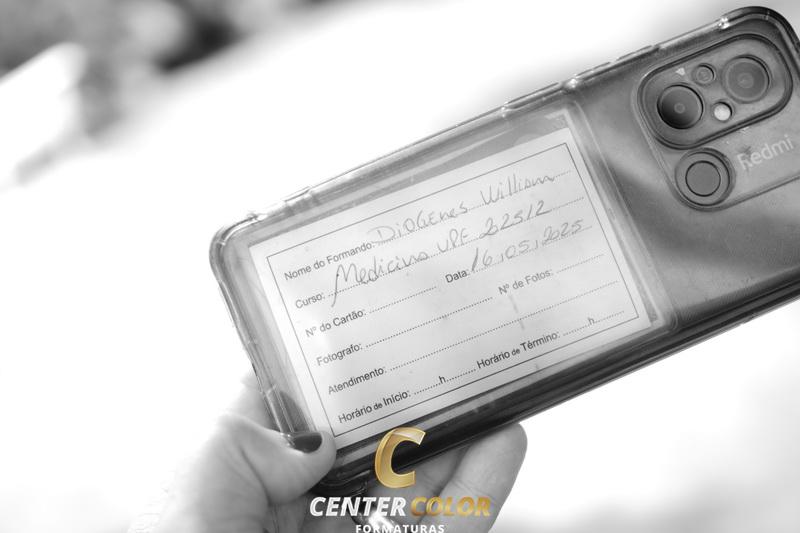 Redmi
Nome do Formando: Diogenes William
Curso: Medicina UPF 22512
Nº do Cartão: Data: 16,05,2025
Fotografo: Nº de Fotos:
Atendimento:
Horário de Início: h Horário de Término: h
CENTER COLOR
FORMATURAS